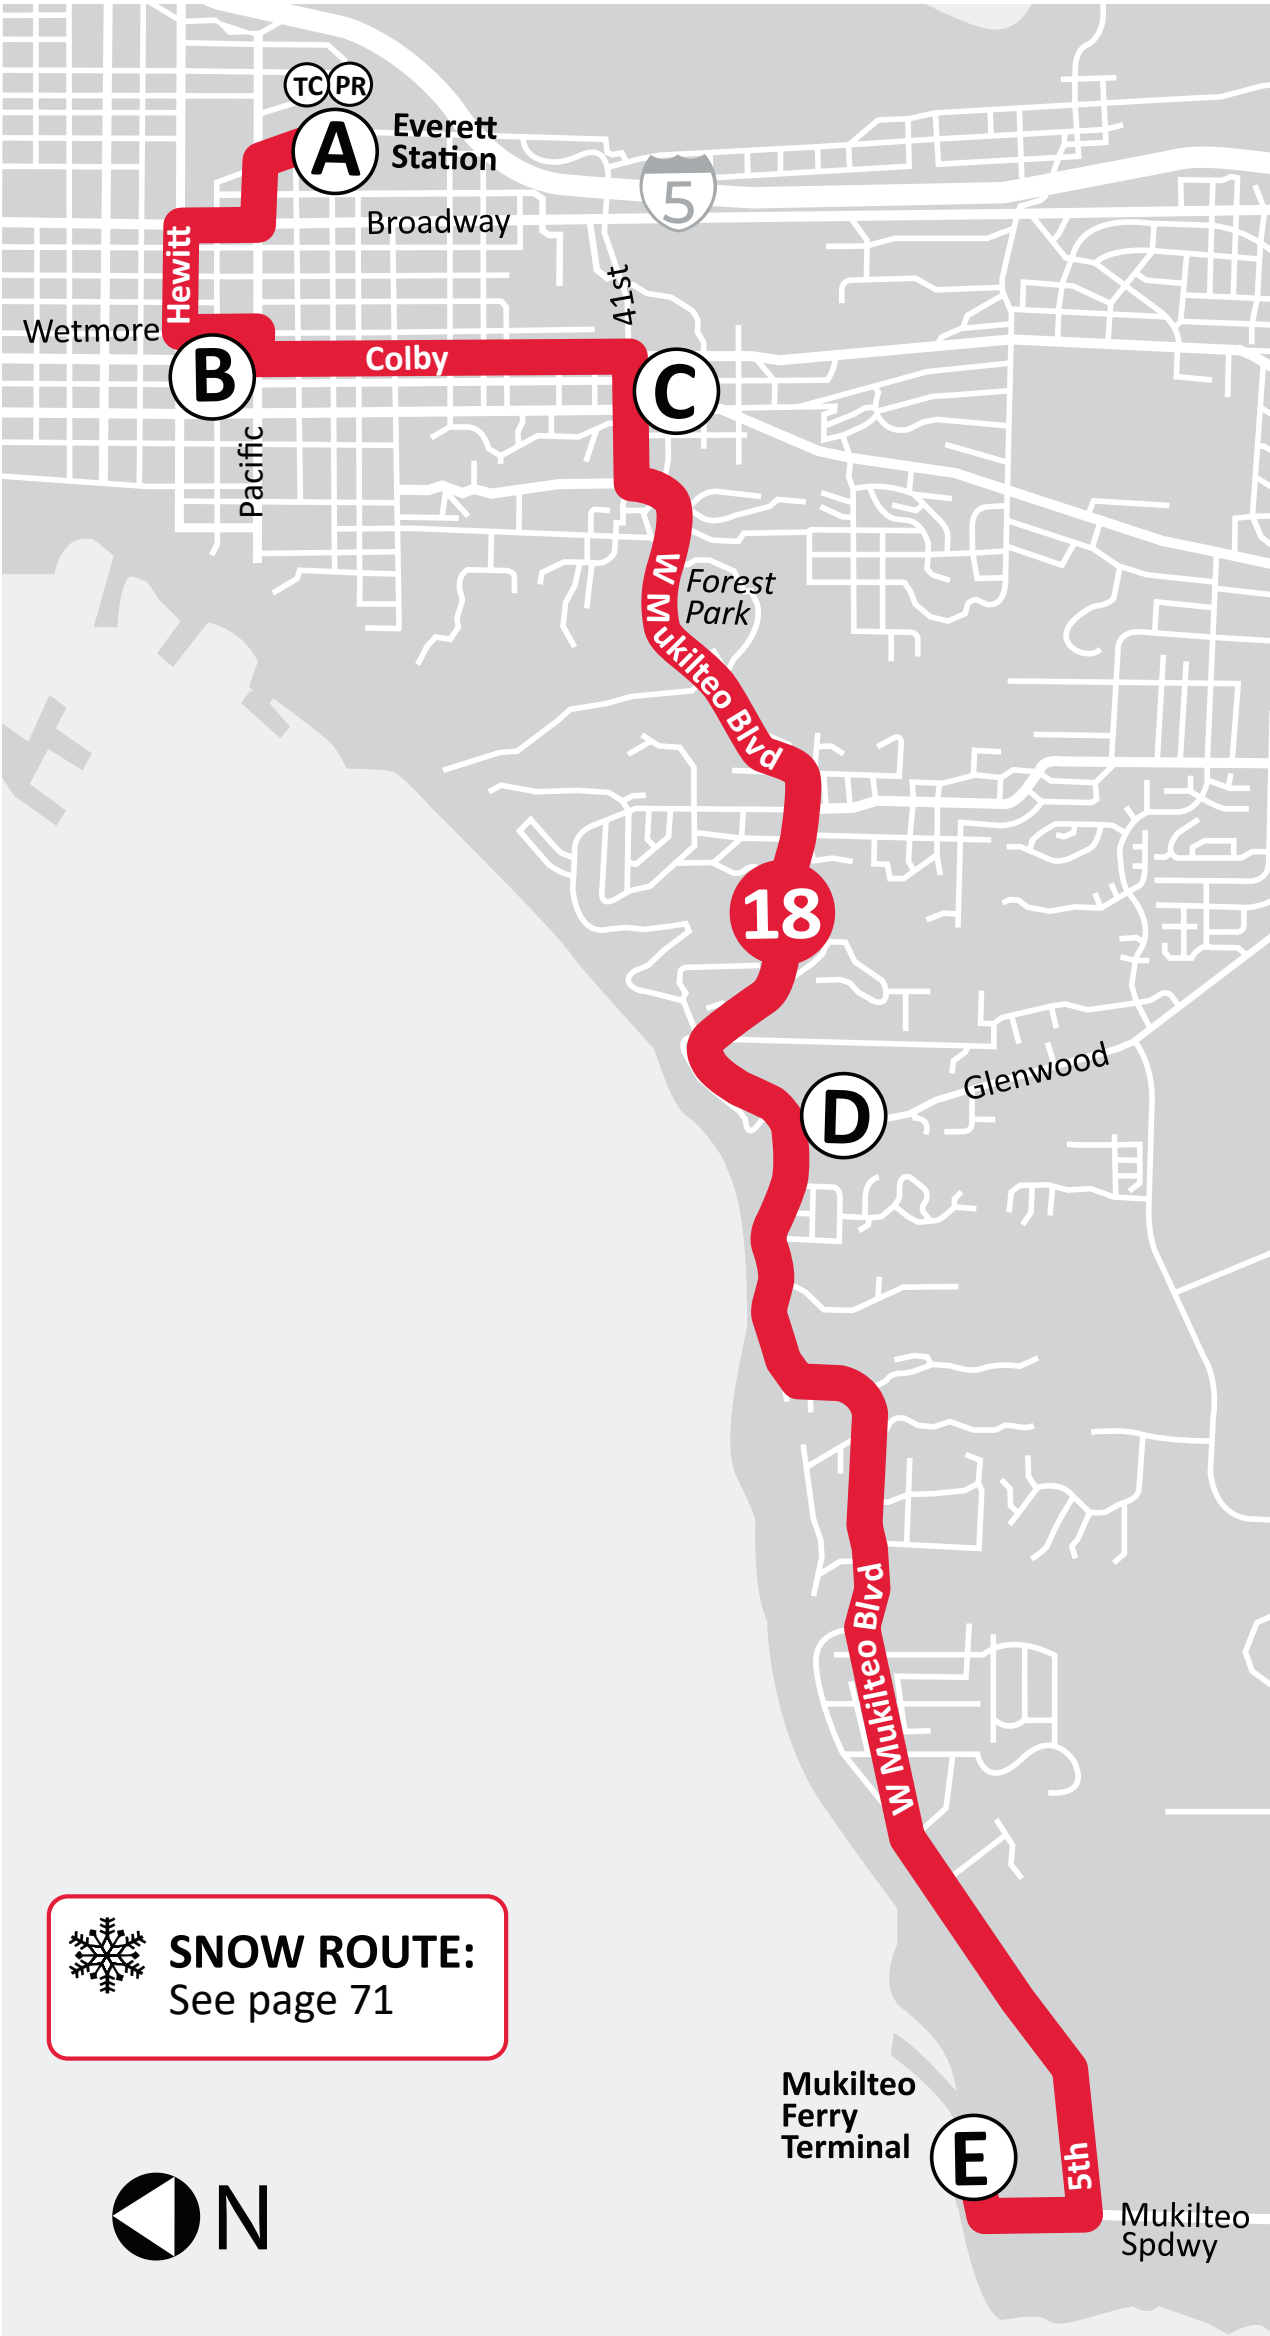 TC PR
A
Everett
Station
5
Broadway
Hewitt
41st
Wetmore
B
Colby
C
Pacific
W Mukilteo Blvd
Forest
Park
18
Glenwood
D
W Mukilteo Blvd
SNOW ROUTE:
See page 71
Mukilteo
Ferry
Terminal
E
5th
Mukilteo
Spdwy
N